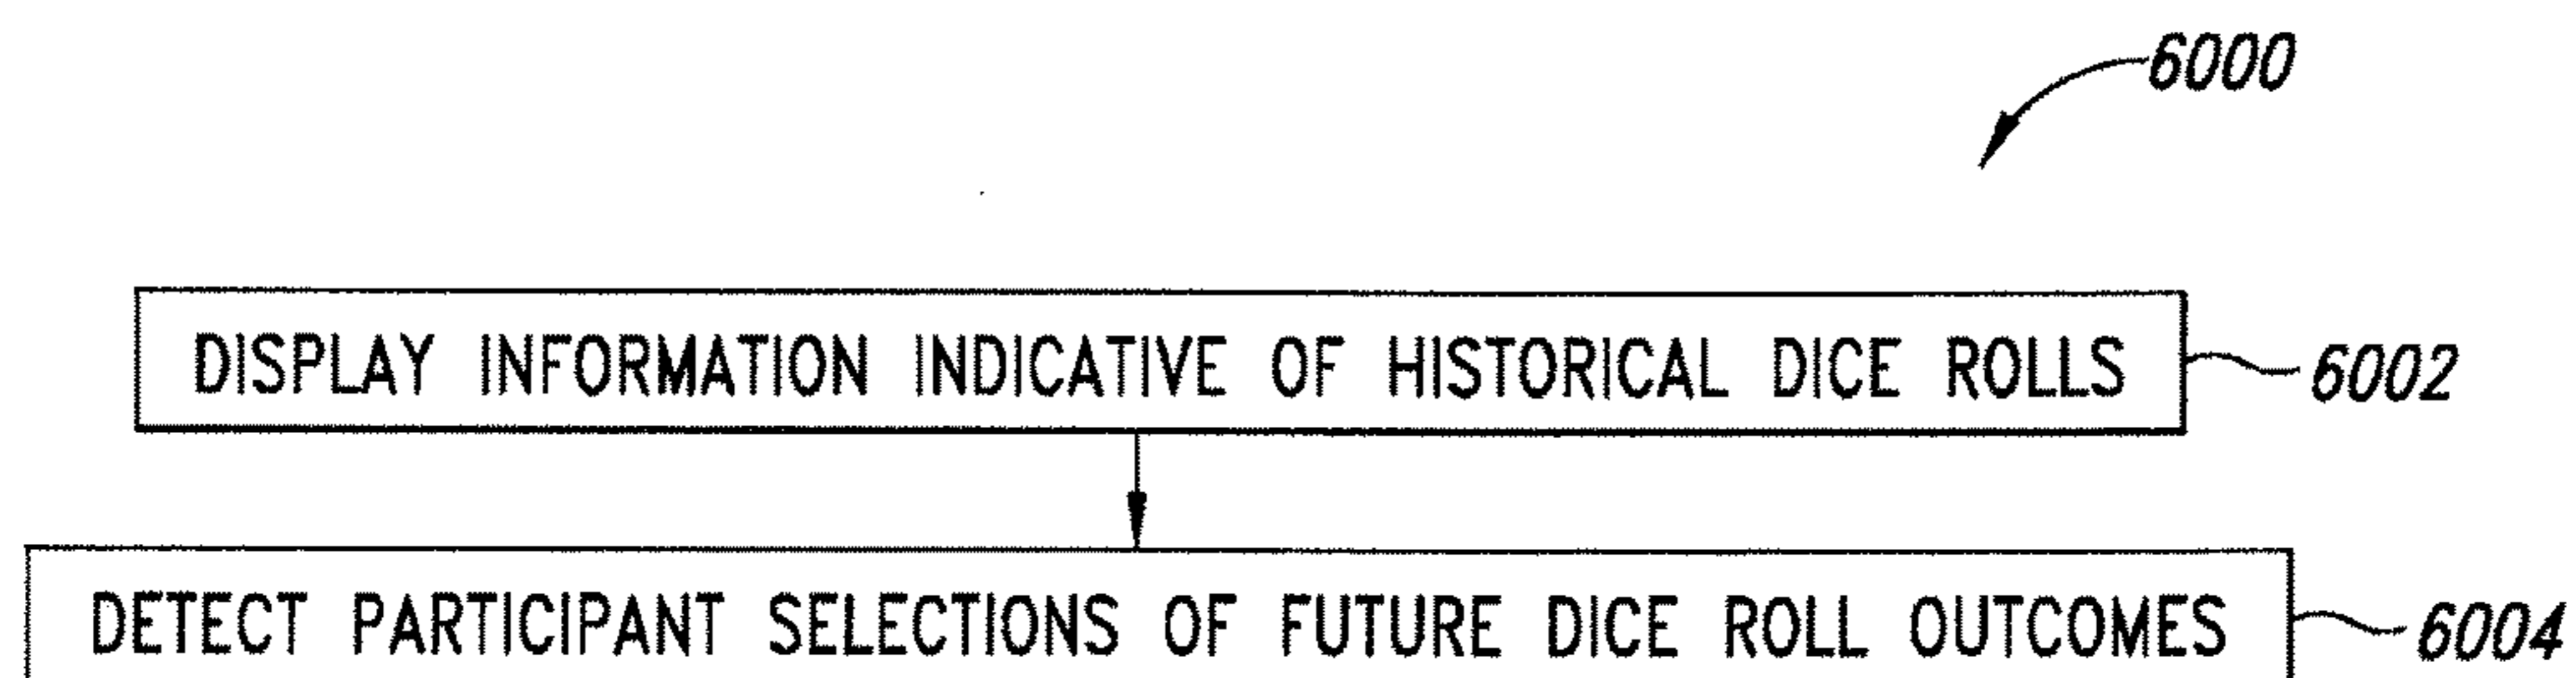 6000
DISPLAY INFORMATION INDICATIVE OF HISTORICAL DICE ROLLS
6002
DETECT PARTICIPANT SELECTIONS OF FUTURE DICE ROLL OUTCOMES
6004